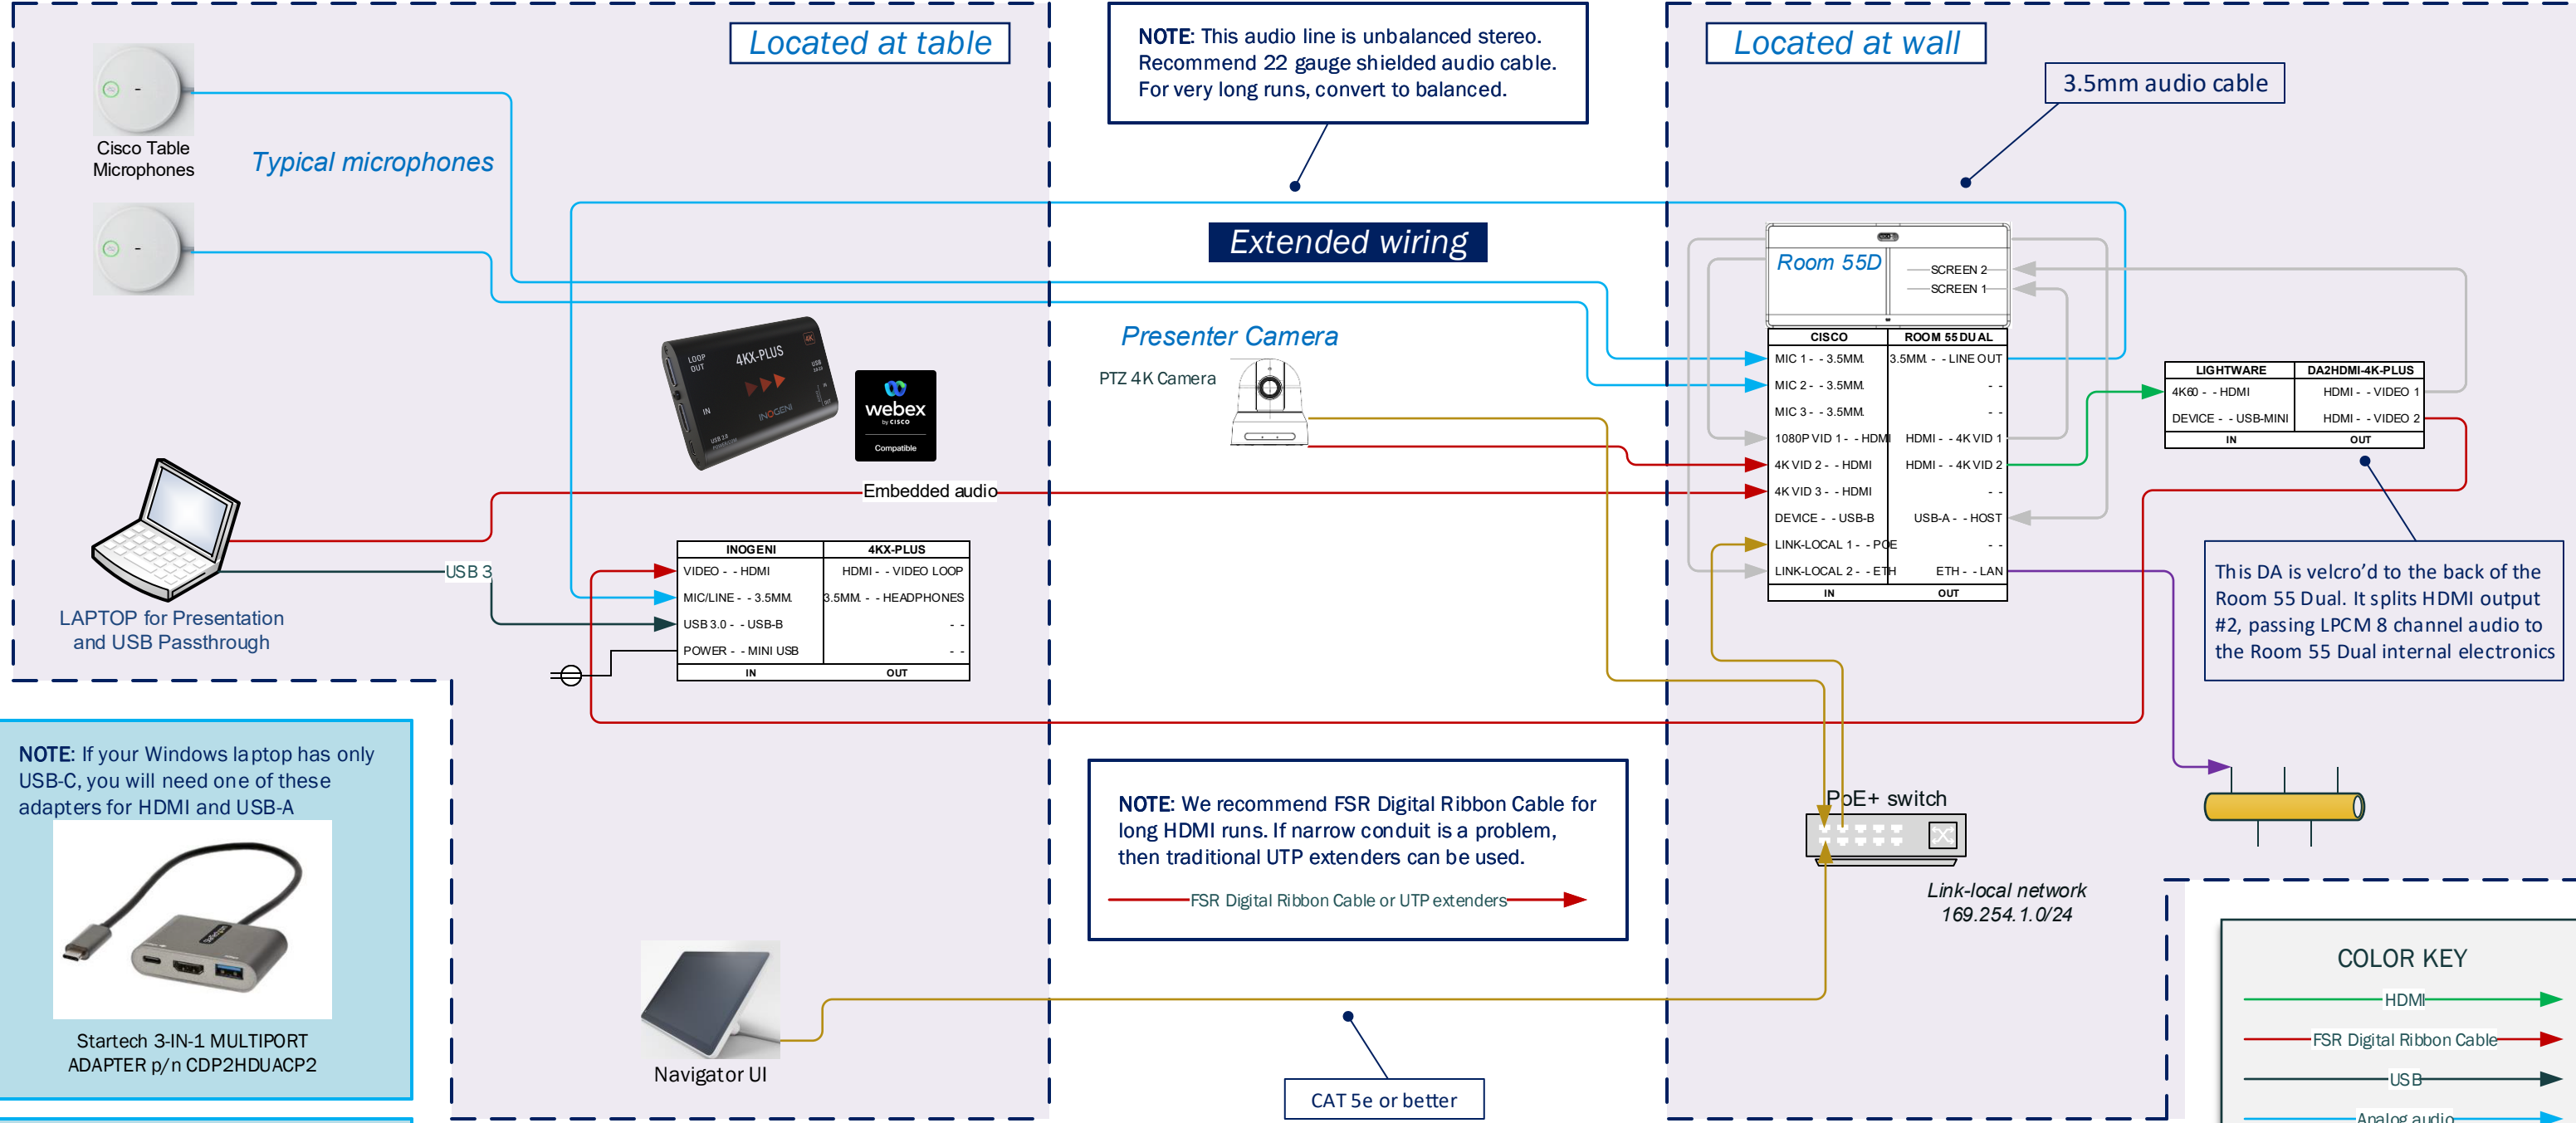 Located at table
NOTE: This audio line is unbalanced stereo.
Recommend 22 gauge shielded audio cable.
For very long runs, convert to balanced.
Located at wall
3.5mm audio cable
Cisco Table
Microphones
Typical microphones
Extended wiring
Room 55D
SCREEN 2
SCREEN 1
LOOP
OUT
4KX-PLUS
4K
USB
IN
INOGENI
USB 2.0
webex
by CISCO
Compatible
Presenter Camera
PTZ 4K Camera
CISCO ROOM 55 DUAL
MIC 1 - - 3.5MM. 3.5MM. - - LINE OUT
MIC 2 - - 3.5MM. - -
MIC 3 - - 3.5MM. - -
1080P VID 1 - - HDMI HDMI - - 4K VID 1
4K VID 2 - - HDMI HDMI - - 4K VID 2
4K VID 3 - - HDMI - -
DEVICE - - USB-B USB-A - - HOST
LINK-LOCAL 1 - - POE - -
LINK-LOCAL 2 - - ETH ETH - - LAN
IN OUT
LIGHTWARE DA2HDMI-4K-PLUS
4K60 - - HDMI HDMI - - VIDEO 1
DEVICE - - USB-MINI HDMI - - VIDEO 2
IN OUT
Embedded audio
USB 3
LAPTOP for Presentation
and USB Passthrough
INOGENI 4KX-PLUS
VIDEO - - HDMI HDMI - - VIDEO LOOP
MIC/LINE - - 3.5MM. 3.5MM. - - HEADPHONES
USB 3.0 - - USB-B - -
POWER - - MINI USB - -
IN OUT
This DA is velcro'd to the back of the
Room 55 Dual. It splits HDMI output
#2, passing LPCM 8 channel audio to
the Room 55 Dual internal electronics
NOTE: If your Windows laptop has only
USB-C, you will need one of these
adapters for HDMI and USB-A
Startech 3-IN-1 MULTIPORT
ADAPTER p/n CDP2HDUACP2
NOTE: We recommend FSR Digital Ribbon Cable for
long HDMI runs. If narrow conduit is a problem,
then traditional UTP extenders can be used.
FSR Digital Ribbon Cable or UTP extenders
PoE+ switch
Link-local network
169.254.1.0/24
Navigator UI
CAT 5e or better
COLOR KEY
HDMI
FSR Digital Ribbon Cable
USB
Analog audio